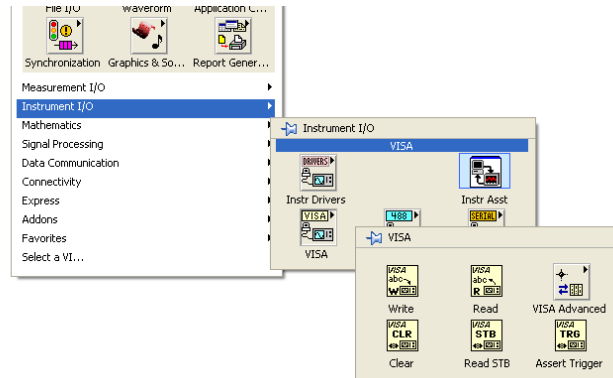 File I/O Waveform Application C...
Synchronization Graphics & So... Report Gener...
Measurement I/O
Instrument I/O
Mathematics
Signal Processing
Data Communication
Connectivity
Express
Addons
Favorites
Select a VI...
Instrument I/O
VISA
DRIVERS
Instr Drivers Instr Asst
VISA 488 SERIAL
VISA
VISA
VISA abc W VISA abc R
Write Read VISA Advanced
VISA CLR VISA STB VISA TRG
Clear Read STB Assert Trigger